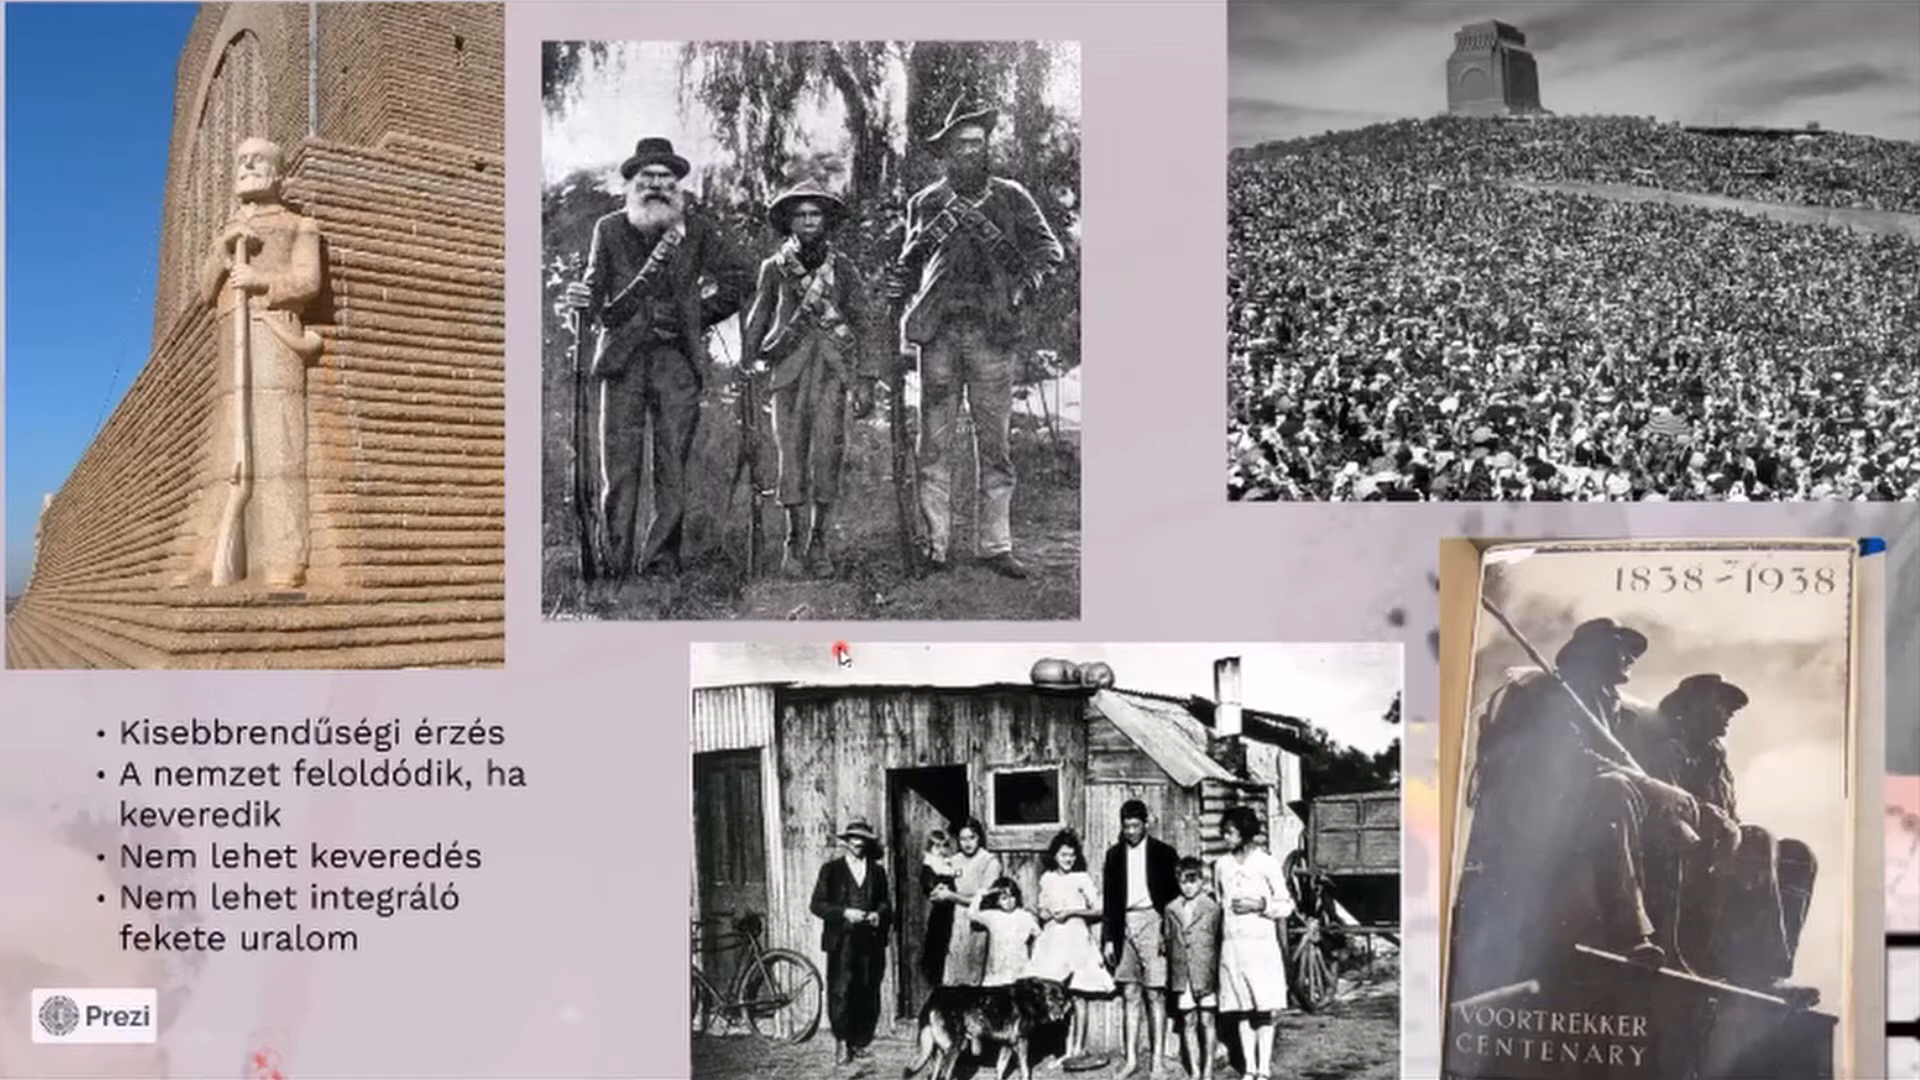 1838-1938
• Kisebbrendűségi érzés
• A nemzet feloldódik, ha
keveredik
• Nem lehet keveredés
• Nem lehet integráló
fekete uralom
Prezi
VOORTREKKER
CENTENARY